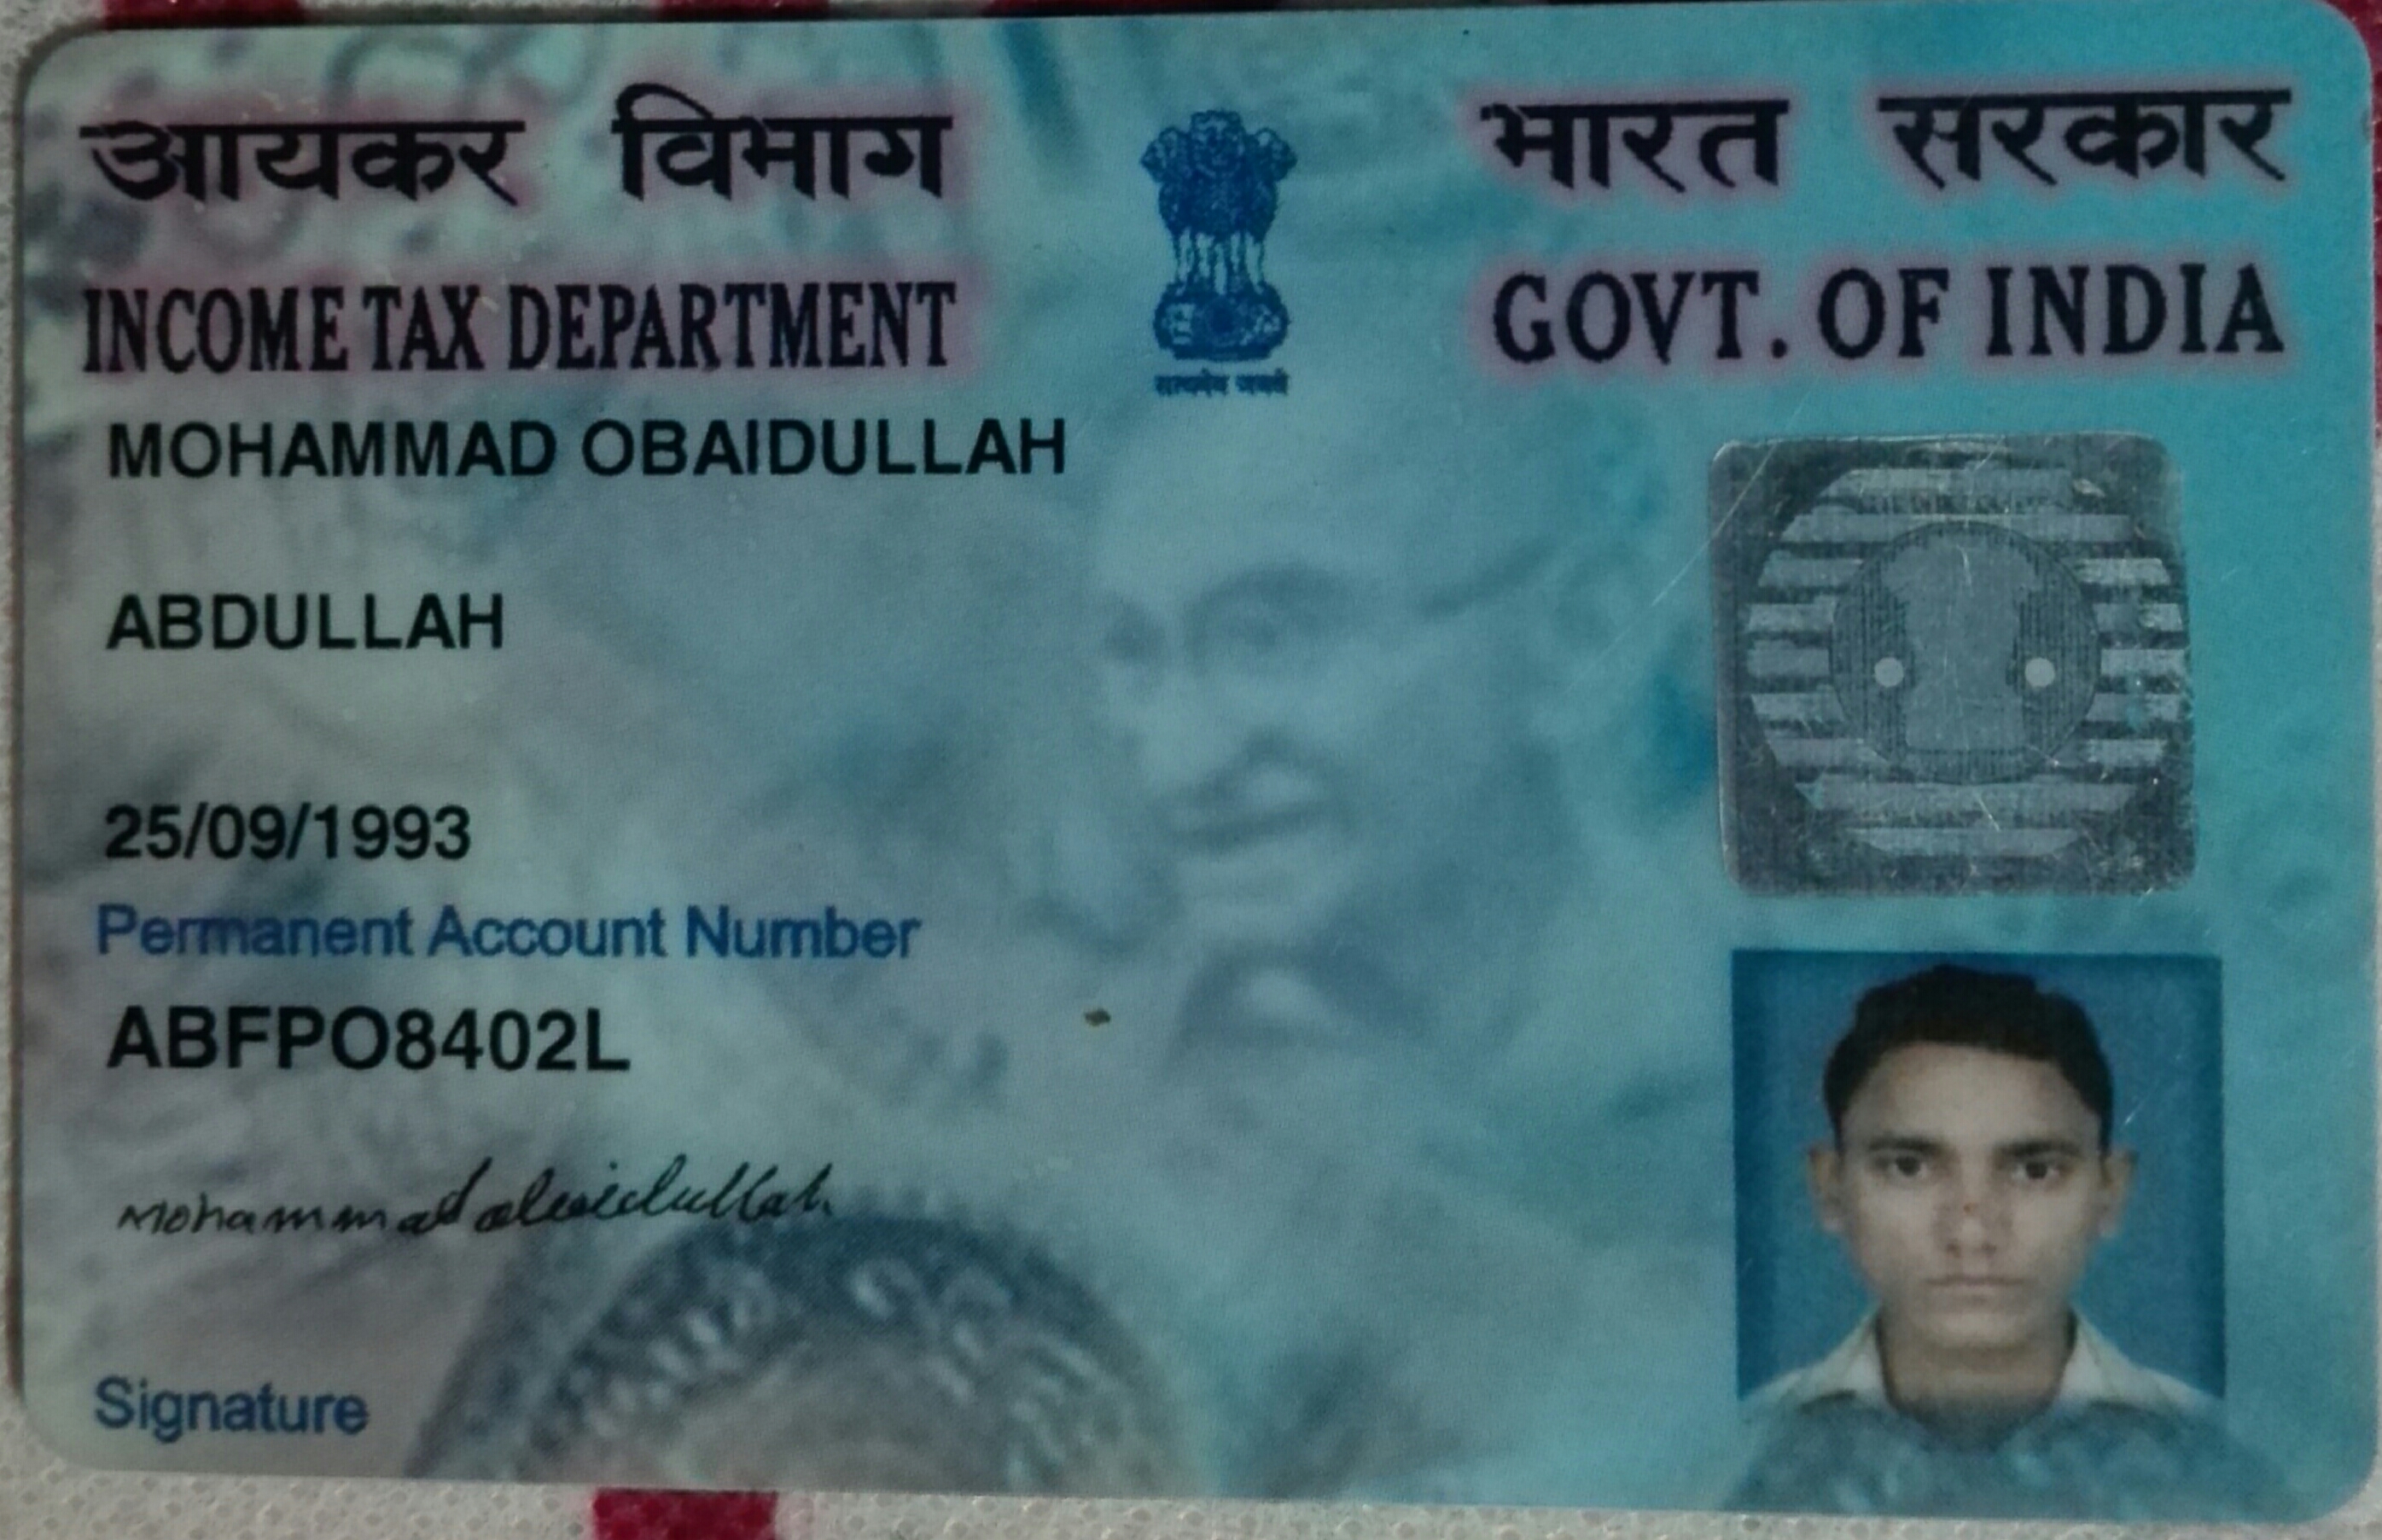 आयकर विभाग
INCOME TAX DEPARTMENT
भारत सरकार
GOVT. OF INDIA
सत्यमेव जयते
MOHAMMAD OBAIDULLAH
ABDULLAH
25/09/1993
Permanent Account Number
ABFPO8402L
Mohammad obaidullah
Signature